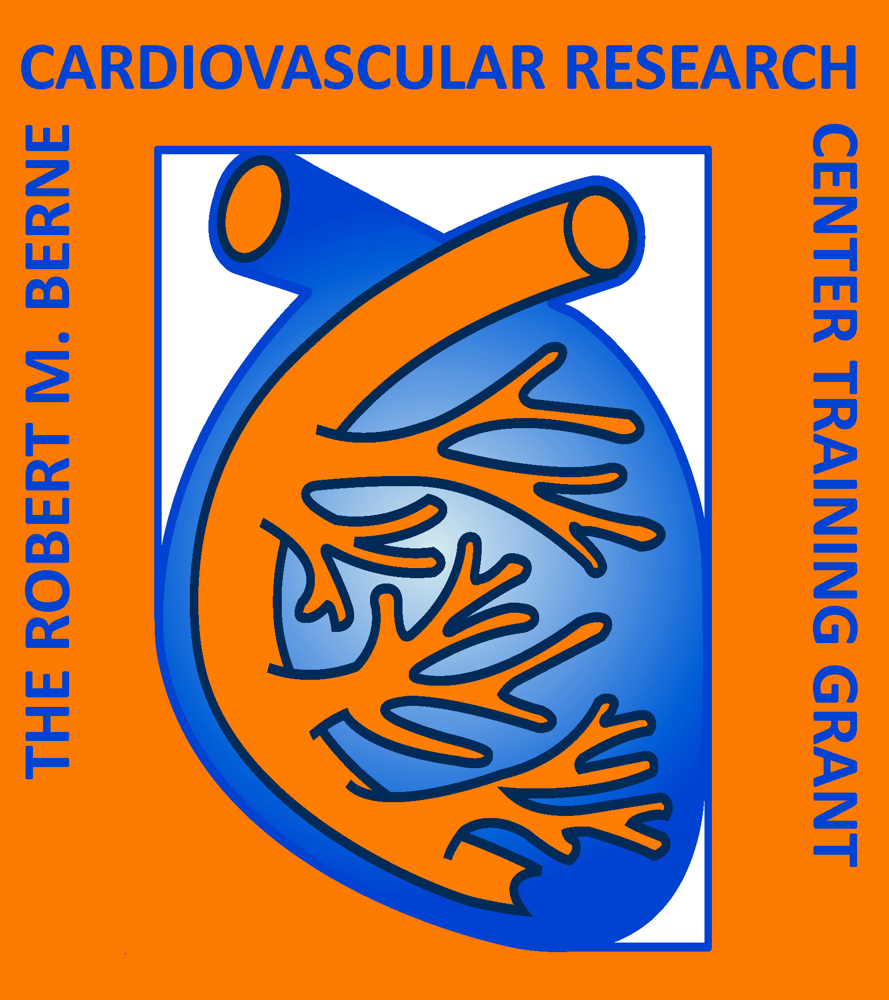 THE ROBERT M. BERNE
CARDIOVASCULAR RESEARCH
CENTER TRAINING GRANT